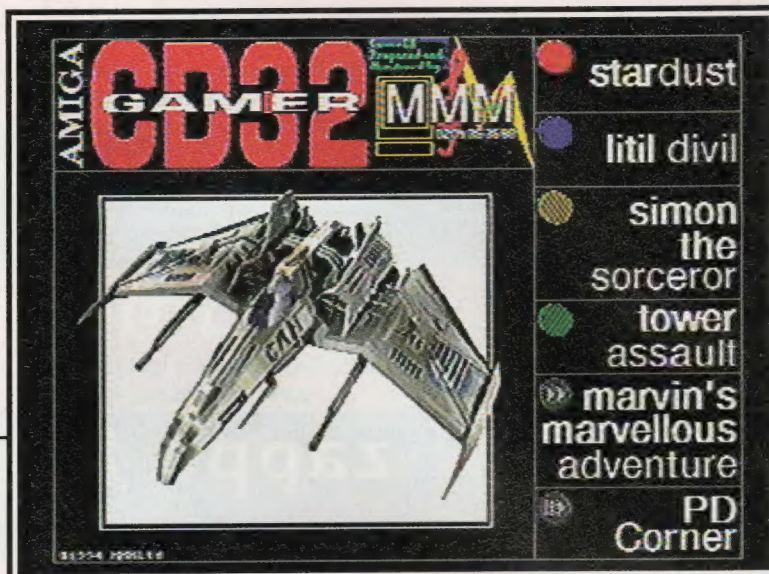 AMIGA
CD32
GAMER
MMM
stardust
litil divil
simon
the
sorceror
tower
assault
marvin's
marvellous
adventure
PD
Corner